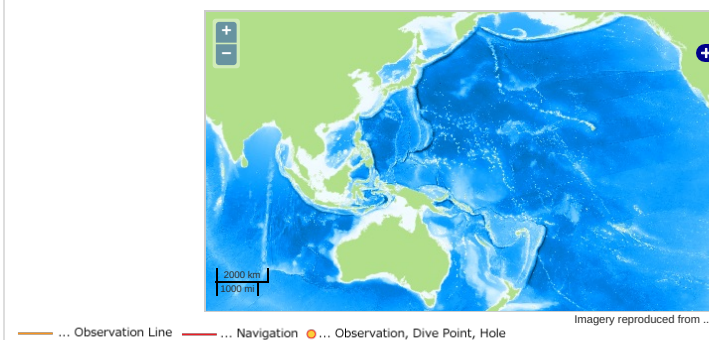 +
−
+
2000 km
1000 mi
Imagery reproduced from ..
... Observation Line ... Navigation ... Observation, Dive Point, Hole